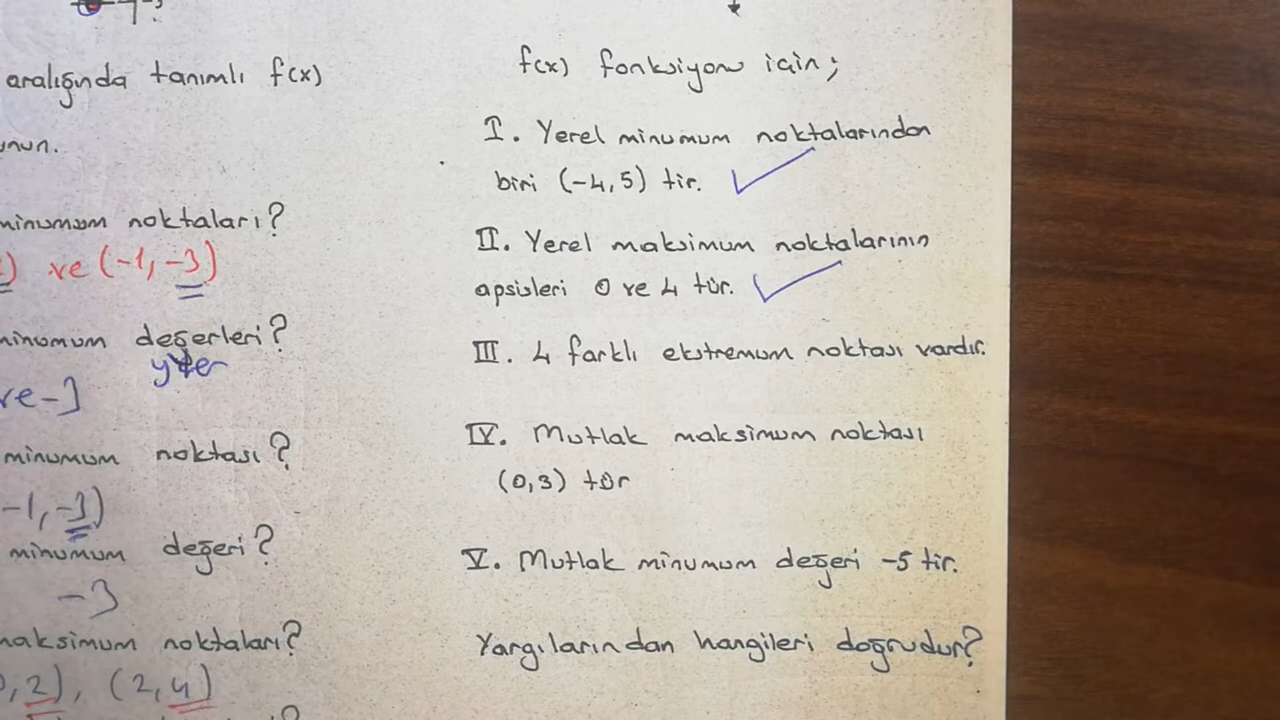 aralığında tanımlı f(x)
minumum noktaları?
ve (-1, -3)
minumum değerleri?
ve -3
minumum noktası?
-1, -3)
minumum değeri?
-3
maksimum noktaları?
, 2), (2, 4)
f(x) fonksiyonu için;
I. Yerel minumum noktalarından
biri (-4, 5) tir.
II. Yerel maksimum noktalarının
apsisleri 0 ve 4 tür.
III. 4 farklı ekstremum noktası vardır.
IV. Mutlak maksimum noktası
(0, 3) tür
V. Mutlak minumum değeri -5 tir.
Yargılarından hangileri doğrudur?